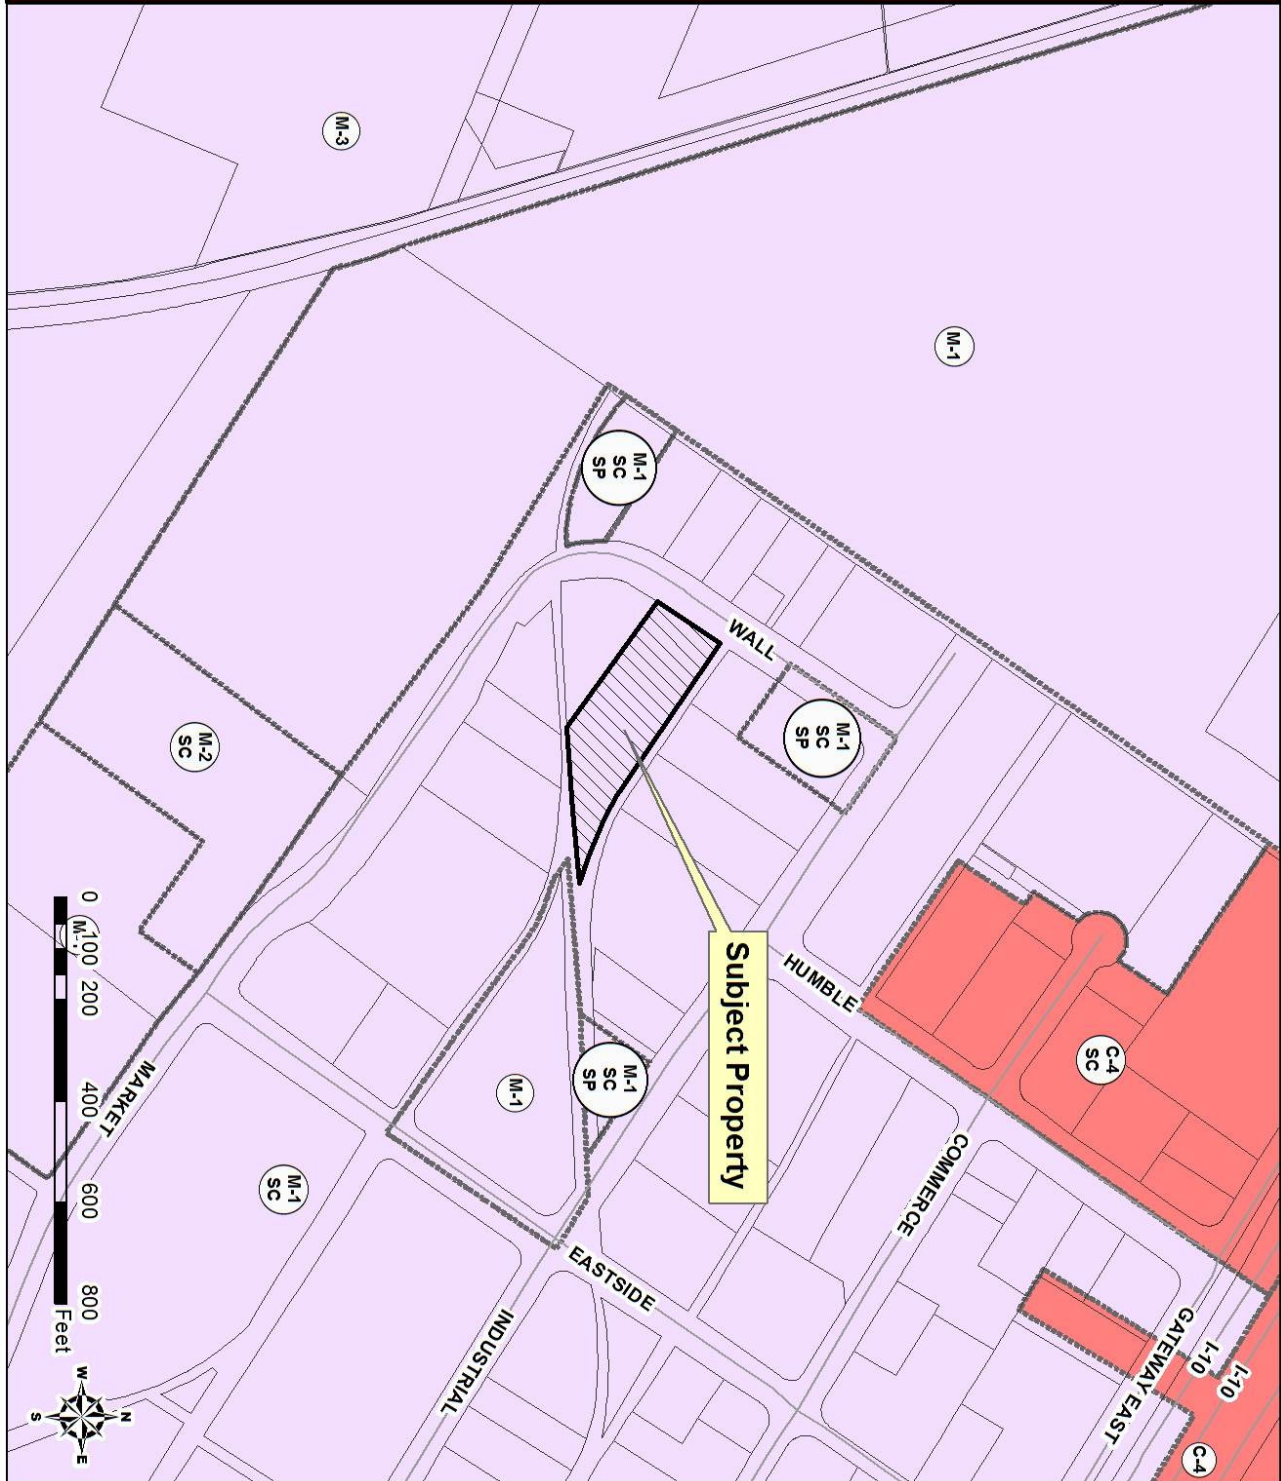 M-3
M-1
M-1
SC
SP
WALL
M-1
SC
SP
M-2
SC
Subject Property
HUMBLE
C-4
SC
M-1
SC
SP
M-1
M-1
SC
MARKET
COMMERCE
EASTSIDE
INDUSTRIAL
GATEWAY EAST
I-10
I-10
C-4
0 100 200 400 600 800
Feet
N
W
E
S